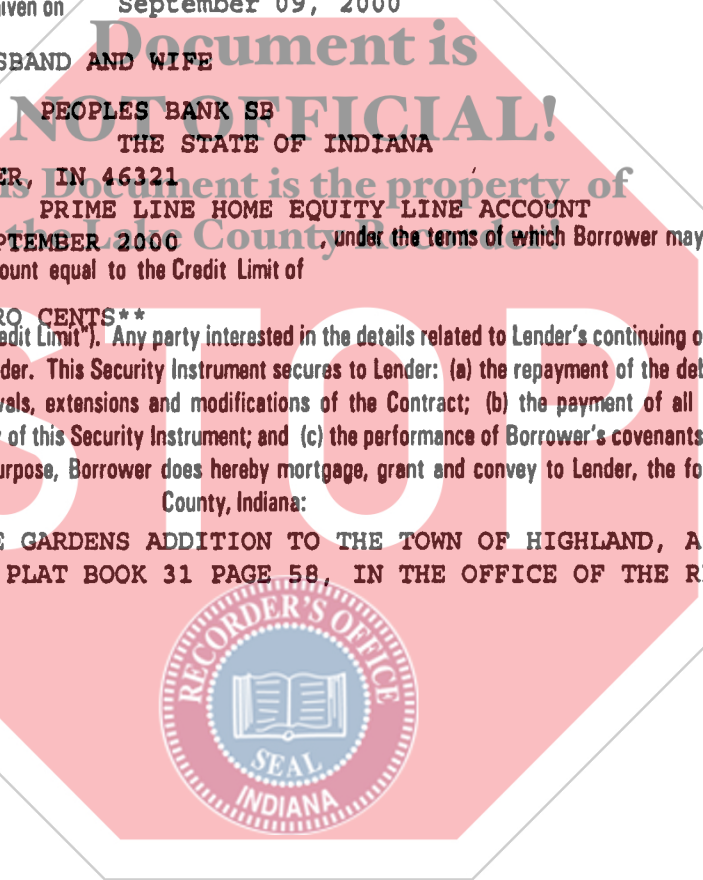 iven on September 09, 2000
Document is
SBAND AND WIFE
NOT OFFICIAL!
PEOPLES BANK SB
THE STATE OF INDIANA
ER, IN 46321
is Document is the property of
PRIME LINE HOME EQUITY LINE ACCOUNT
the Lake County Recorder!
PTEMBER 2000 , under the terms of which Borrower may
ount equal to the Credit Limit of
RO CENTS**
edit Limit"). Any party interested in the details related to Lender's continuing o
der. This Security Instrument secures to Lender: (a) the repayment of the deb
vals, extensions and modifications of the Contract; (b) the payment of all
y of this Security Instrument; and (c) the performance of Borrower's covenants
urpose, Borrower does hereby mortgage, grant and convey to Lender, the fo
County, Indiana:
STOP
E GARDENS ADDITION TO THE TOWN OF HIGHLAND, A
PLAT BOOK 31 PAGE 58, IN THE OFFICE OF THE R
RECORDER'S OFFICE
SEAL
INDIANA